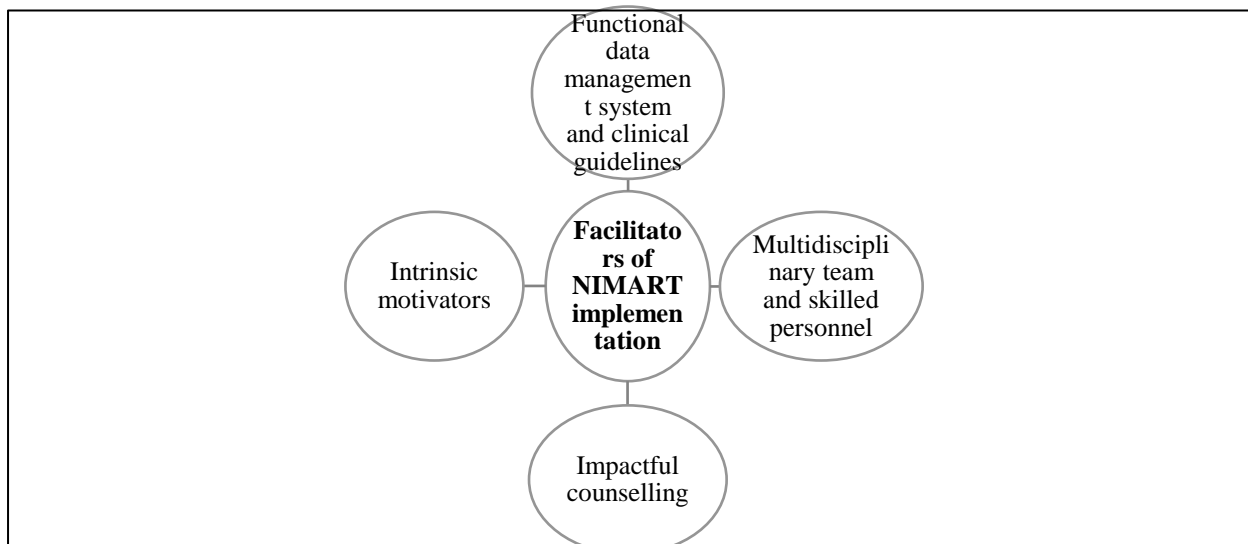 Functional
data
managemen
t system
and clinical
guidelines
Intrinsic
motivators
Facilitato
rs of
NIMART
implemen
tation
Multidiscipli
nary team
and skilled
personnel
Impactful
counselling